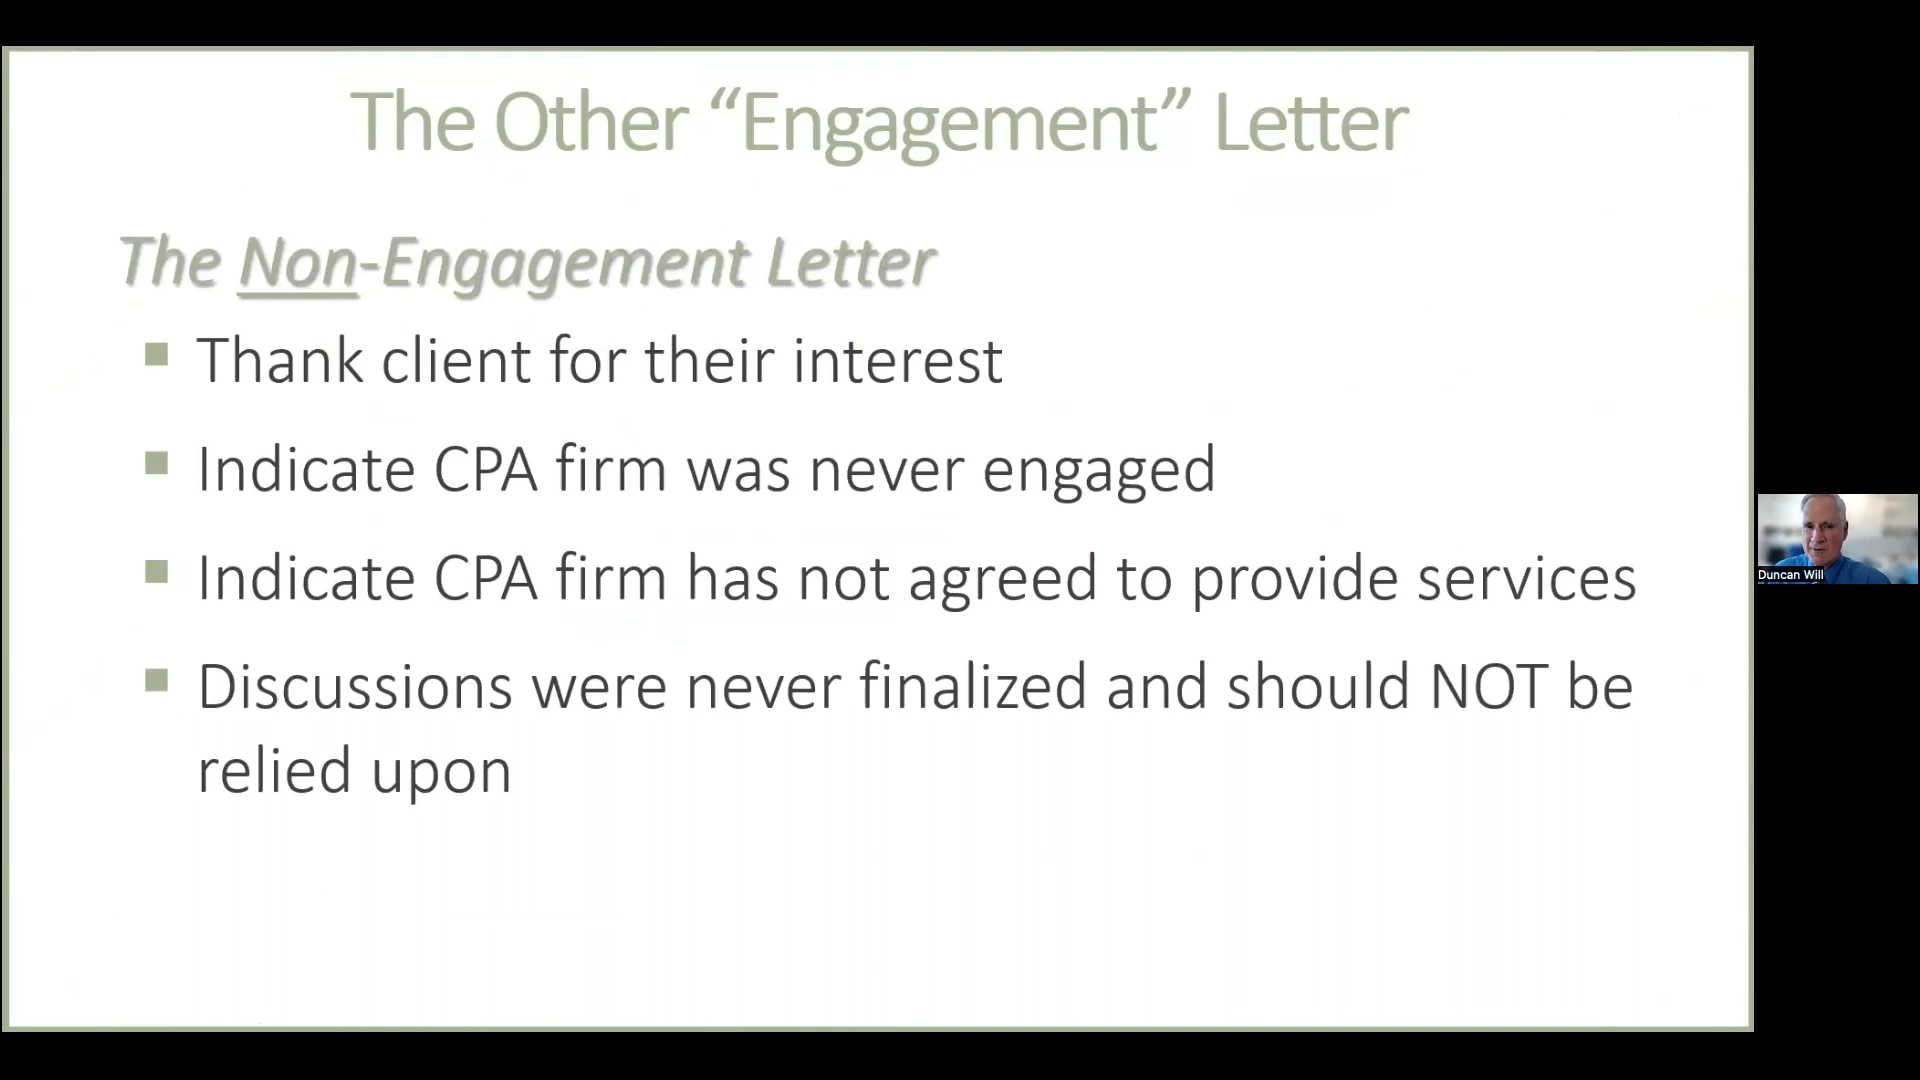 The Other “Engagement” Letter
The Non-Engagement Letter
Thank client for their interest
Indicate CPA firm was never engaged
Indicate CPA firm has not agreed to provide services
Discussions were never finalized and should NOT be
relied upon
Duncan Will